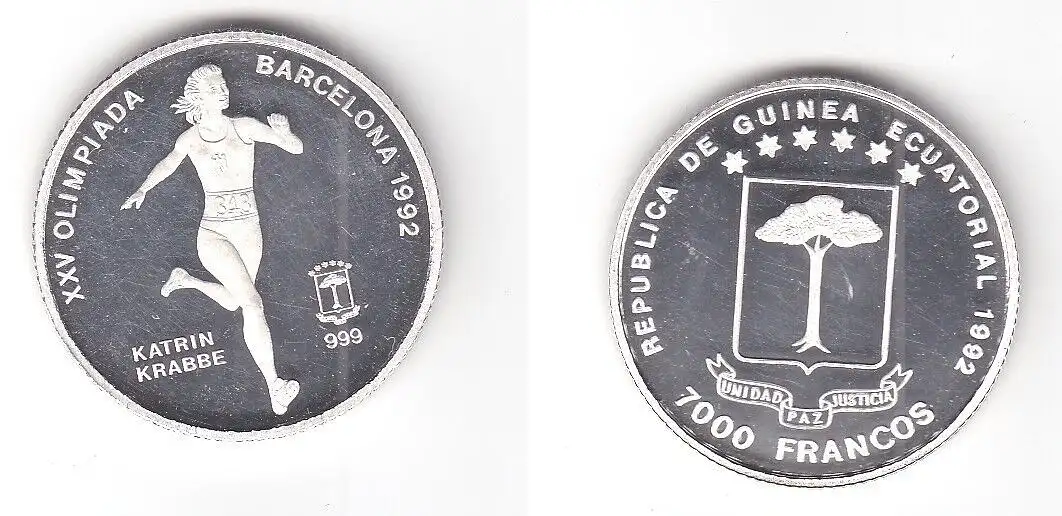 XXV OLIMPIADA
BARCELONA 1992
343
KATRIN
KRABBE
999
REPUBLICA DE GUINEA ECUATORIAL 1992
UNIDAD
PAZ
JUSTICIA
7000 FRANCOS